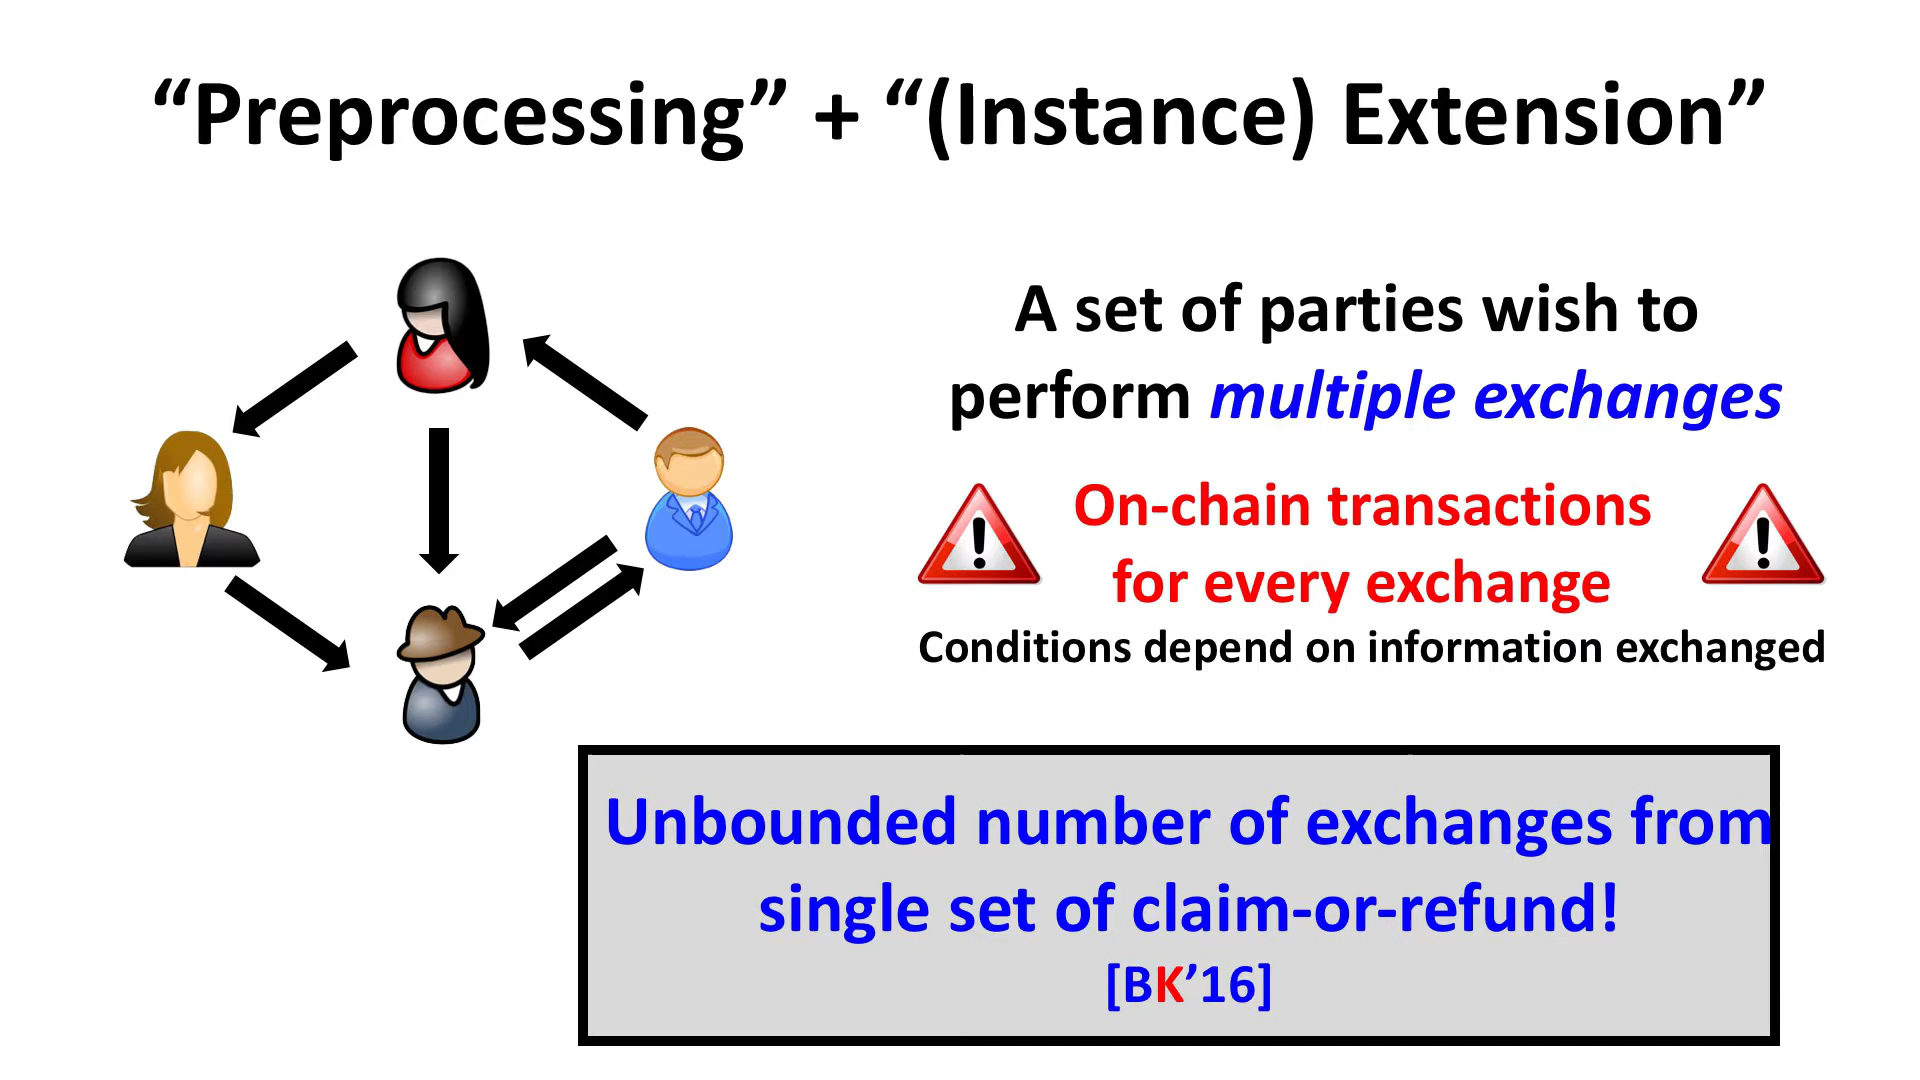 “Preprocessing” + “(Instance) Extension”
A set of parties wish to
perform multiple exchanges
On-chain transactions
for every exchange
Conditions depend on information exchanged
Unbounded number of exchanges from
single set of claim-or-refund!
[BK’16]